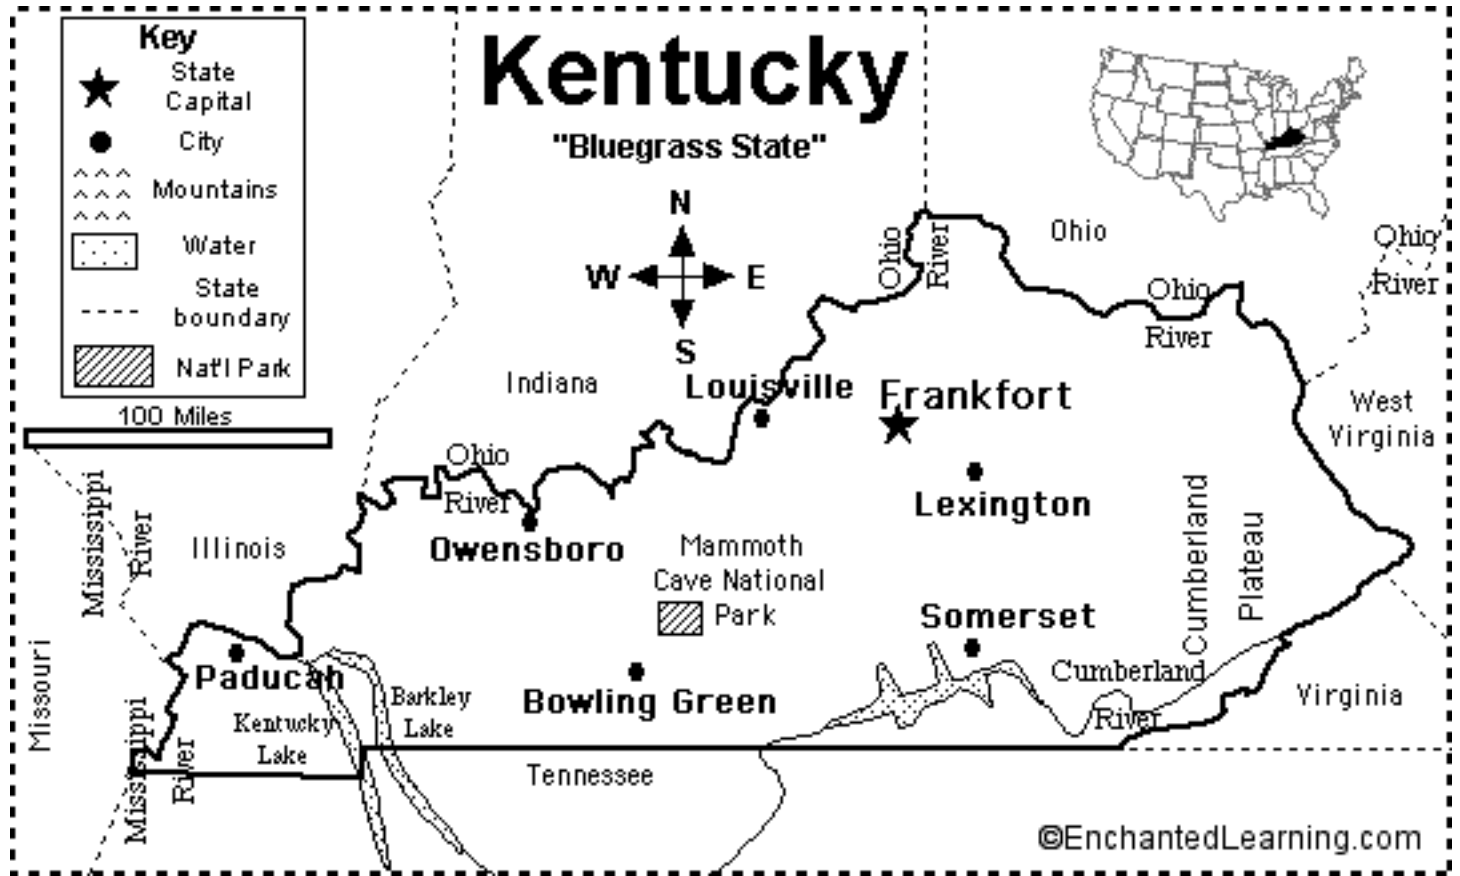 Key
State
Capital
City
Mountains
Water
State
boundary
Nat'l Park
100 Miles
Kentucky
"Bluegrass State"
N
W
E
S
Ohio
River
Ohio
Ohio
River
Ohio
River
Indiana
Louisville
Frankfort
West
Virginia
Ohio
River
Lexington
Mississippi
River
Illinois
Owensboro
Mammoth
Cave National
Park
Cumberland
Plateau
Somerset
Missouri
Paducah
Barkley
Lake
Kentucky
Lake
Bowling Green
Cumberland
River
Virginia
Mississippi
River
Tennessee
©EnchantedLearning.com